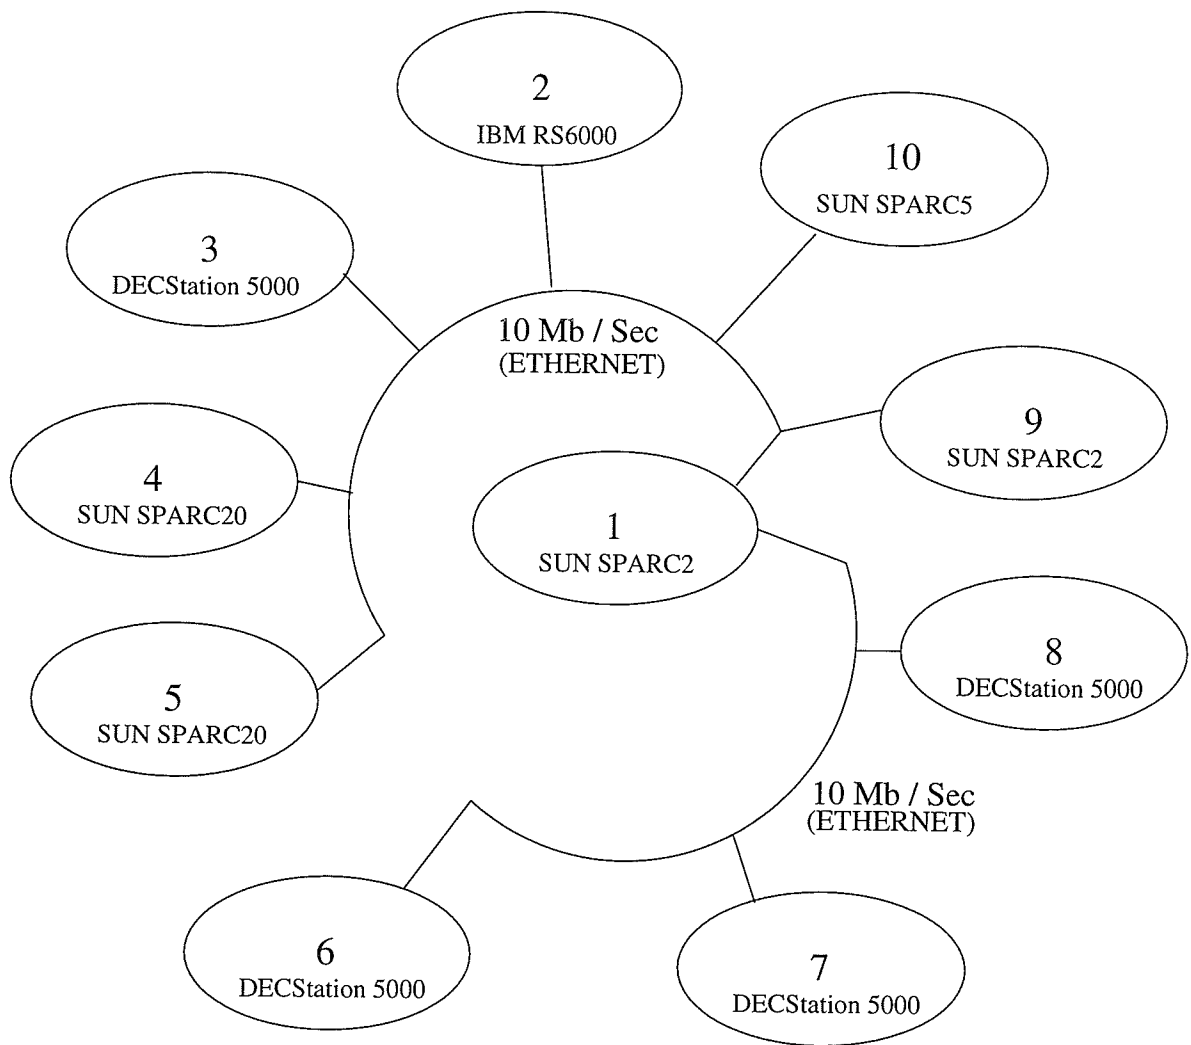 2
IBM RS6000
10
SUN SPARC5
3
DECStation 5000
10 Mb / Sec
(ETHERNET)
9
SUN SPARC2
4
SUN SPARC20
1
SUN SPARC2
8
DECStation 5000
5
SUN SPARC20
10 Mb / Sec
(ETHERNET)
6
DECStation 5000
7
DECStation 5000